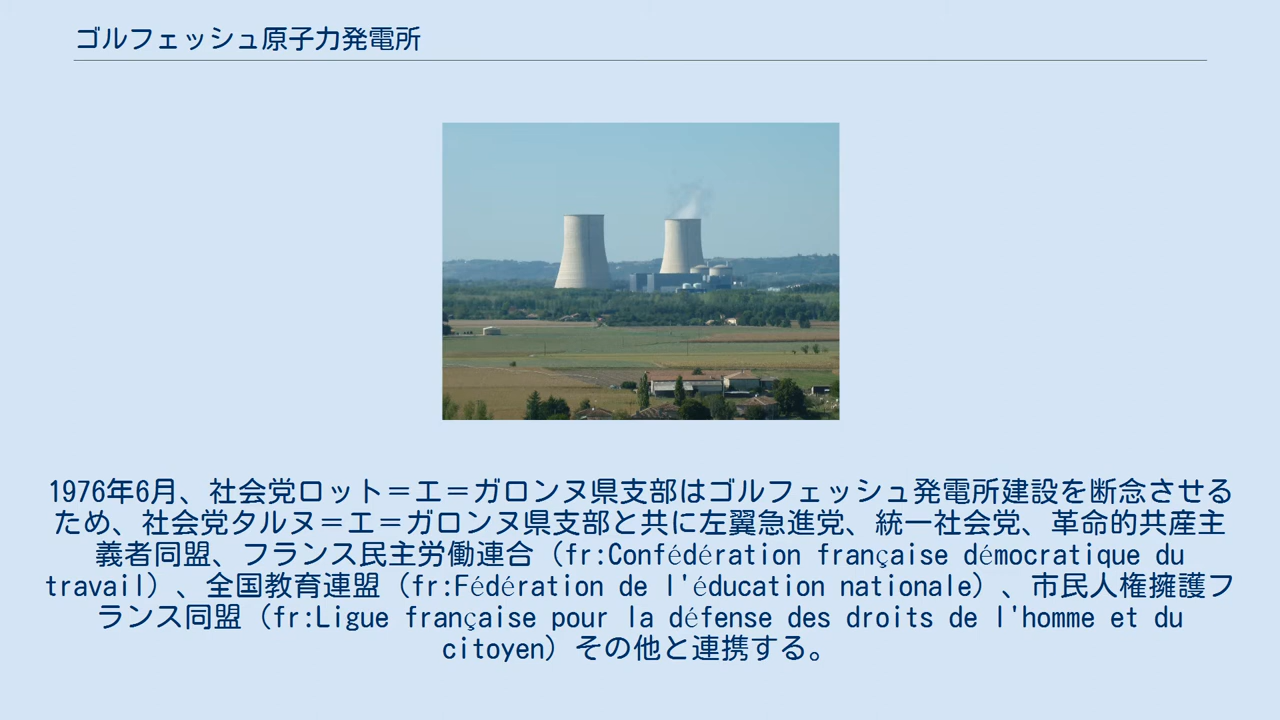 ゴルフェッシュ原子力発電所
1976年6月、社会党ロット＝エ＝ガロンヌ県支部はゴルフェッシュ発電所建設を断念させる
ため、社会党タルヌ＝エ＝ガロンヌ県支部と共に左翼急進党、統一社会党、革命的共産主
義者同盟、フランス民主労働連合（fr:Confédération française démocratique du
travail）、全国教育連盟（fr:Fédération de l'éducation nationale）、市民人権擁護フ
ランス同盟（fr:Ligue française pour la défense des droits de l'homme et du
citoyen）その他と連携する。